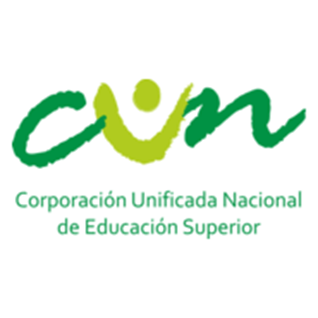 cun
Corporación Unificada Nacional
de Educación Superior